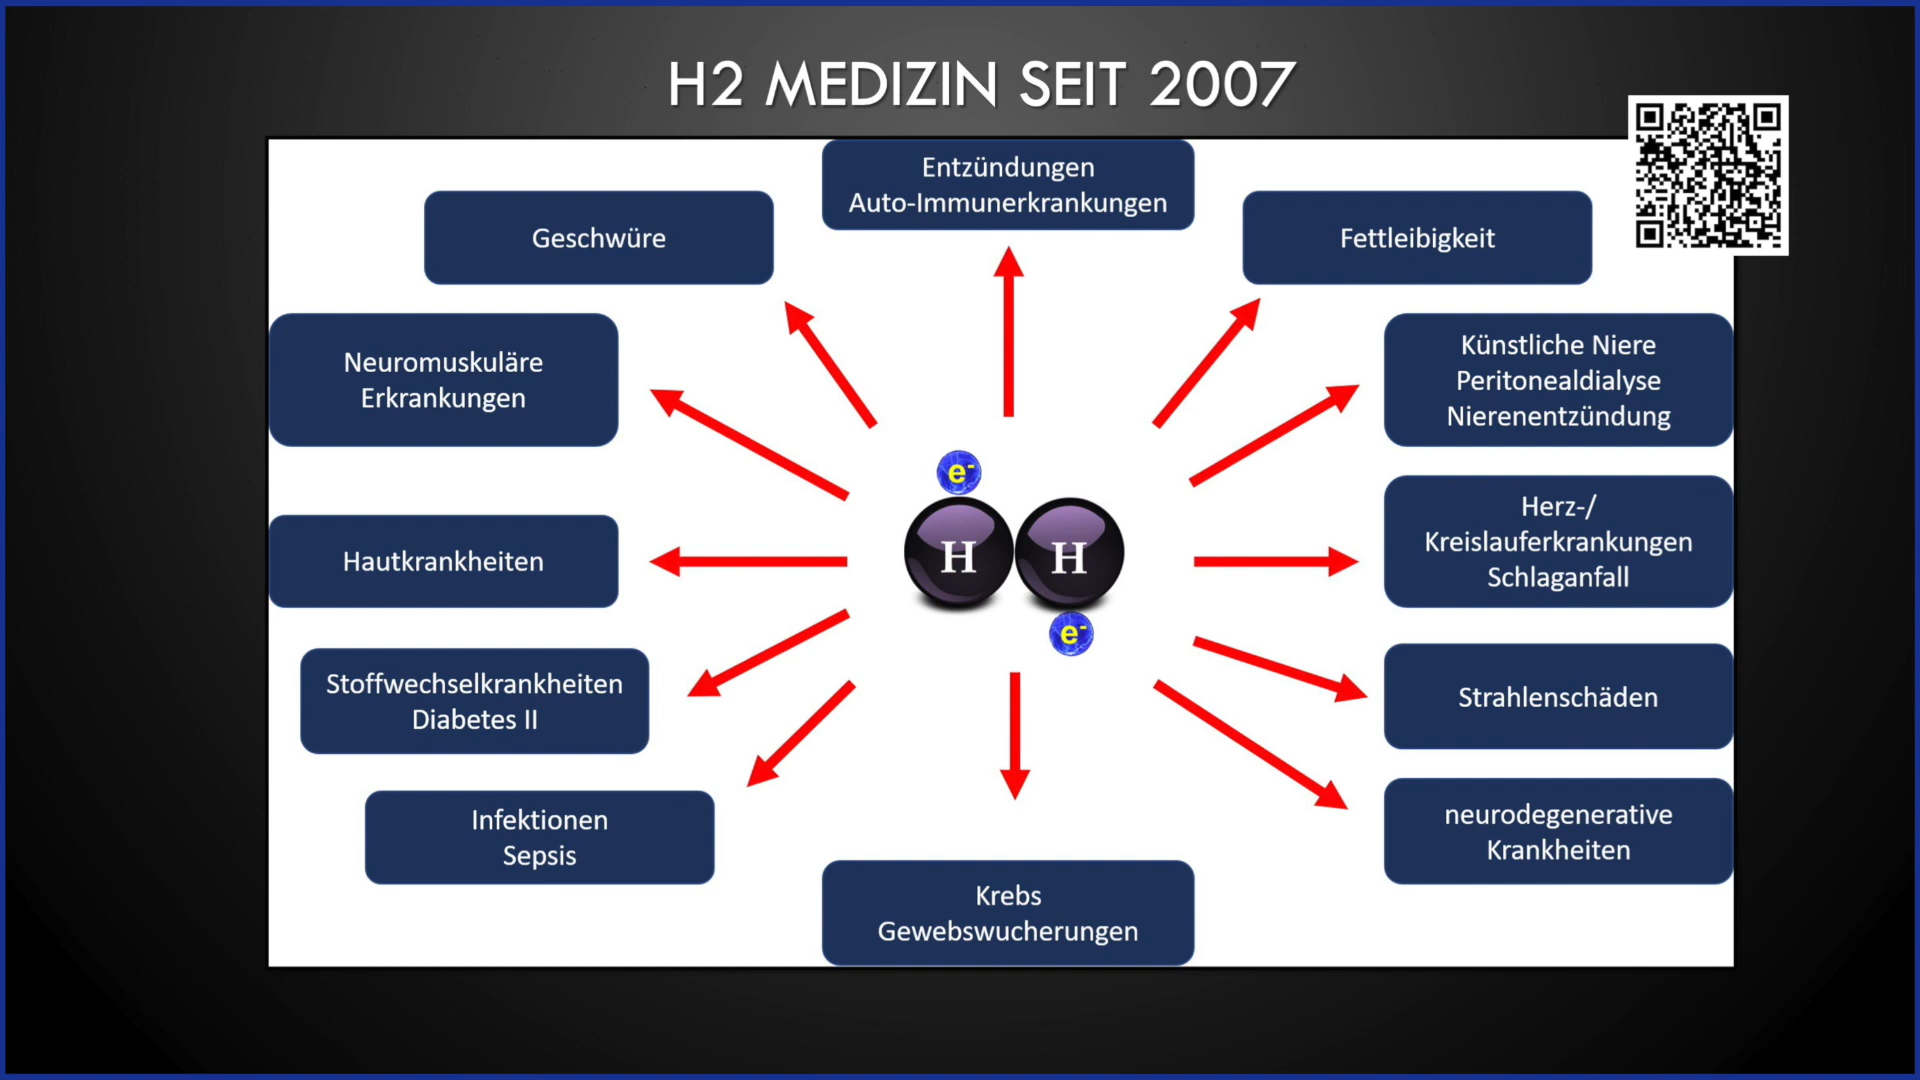 H2 MEDIZIN SEIT 2007
Entzündungen
Auto-Immunerkrankungen
Geschwüre
Fettleibigkeit
Neuromuskuläre
Erkrankungen
Künstliche Niere
Peritonealdialyse
Nierenentzündung
e-
H
H
e-
Herz-/
Kreislauferkrankungen
Schlaganfall
Hautkrankheiten
Stoffwechselkrankheiten
Diabetes II
Strahlenschäden
Infektionen
Sepsis
neurodegenerative
Krankheiten
Krebs
Gewebswucherungen